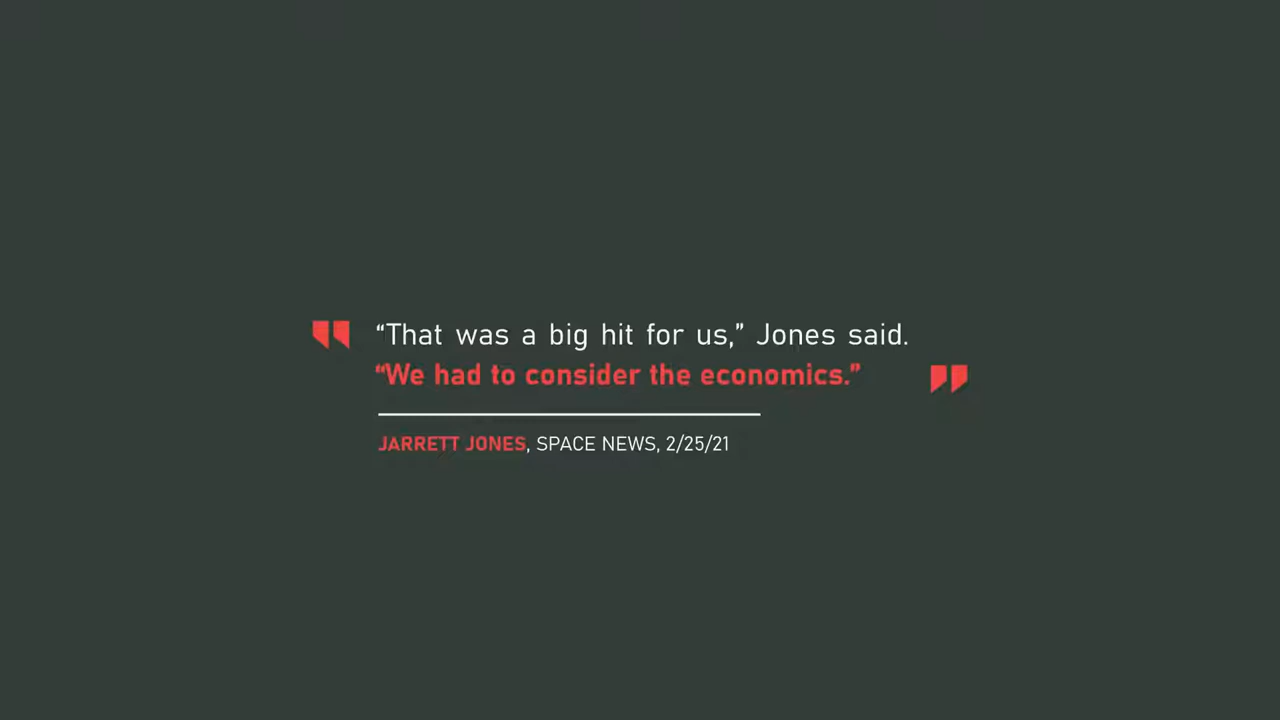 “That was a big hit for us,” Jones said.
“We had to consider the economics.”
JARRETT JONES, SPACE NEWS, 2/25/21